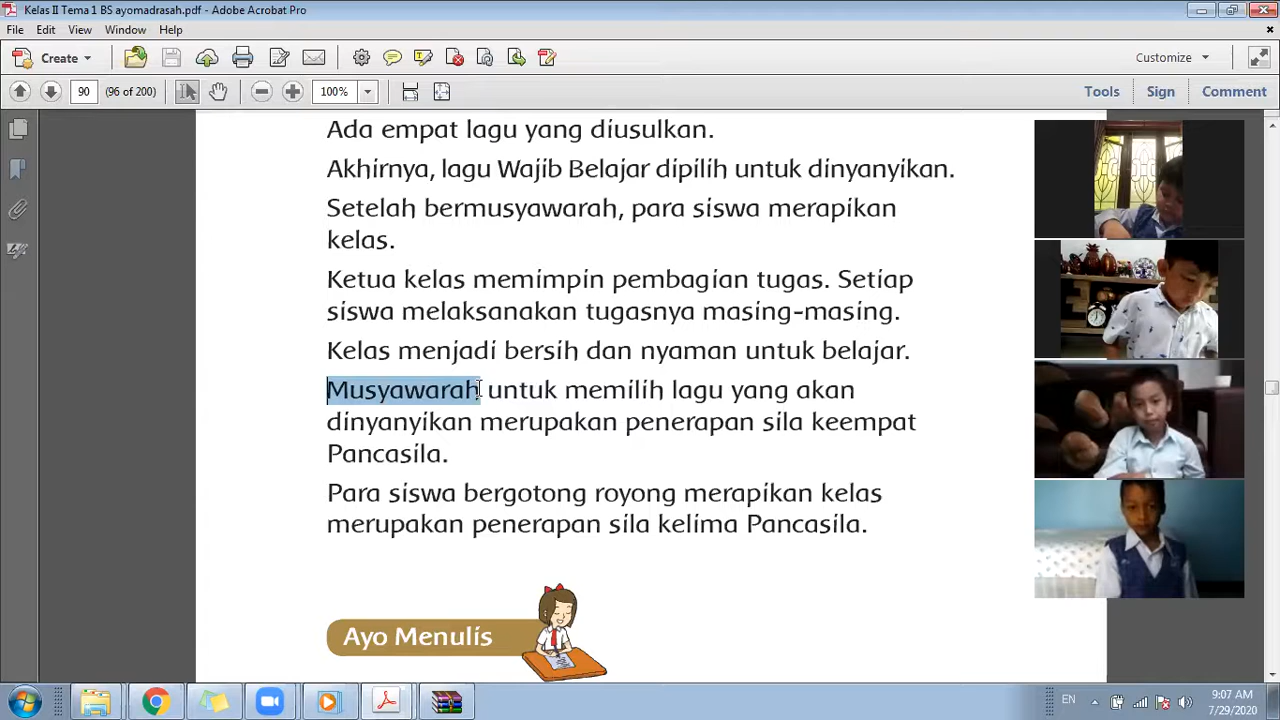 Kelas II Tema 1 BS ayomadrasah.pdf - Adobe Acrobat Pro
File Edit View Window Help
Create Customize
90 (96 of 200) 100% Tools Sign Comment
Ada empat lagu yang diusulkan.
Akhirnya, lagu Wajib Belajar dipilih untuk dinyanyikan.
Setelah bermusyawarah, para siswa merapikan
kelas.
Ketua kelas memimpin pembagian tugas. Setiap
siswa melaksanakan tugasnya masing-masing.
Kelas menjadi bersih dan nyaman untuk belajar.
Musyawarah untuk memilih lagu yang akan
dinyanyikan merupakan penerapan sila keempat
Pancasila.
Para siswa bergotong royong merapikan kelas
merupakan penerapan sila kelima Pancasila.
Ayo Menulis
EN 9:07 AM
7/29/2020